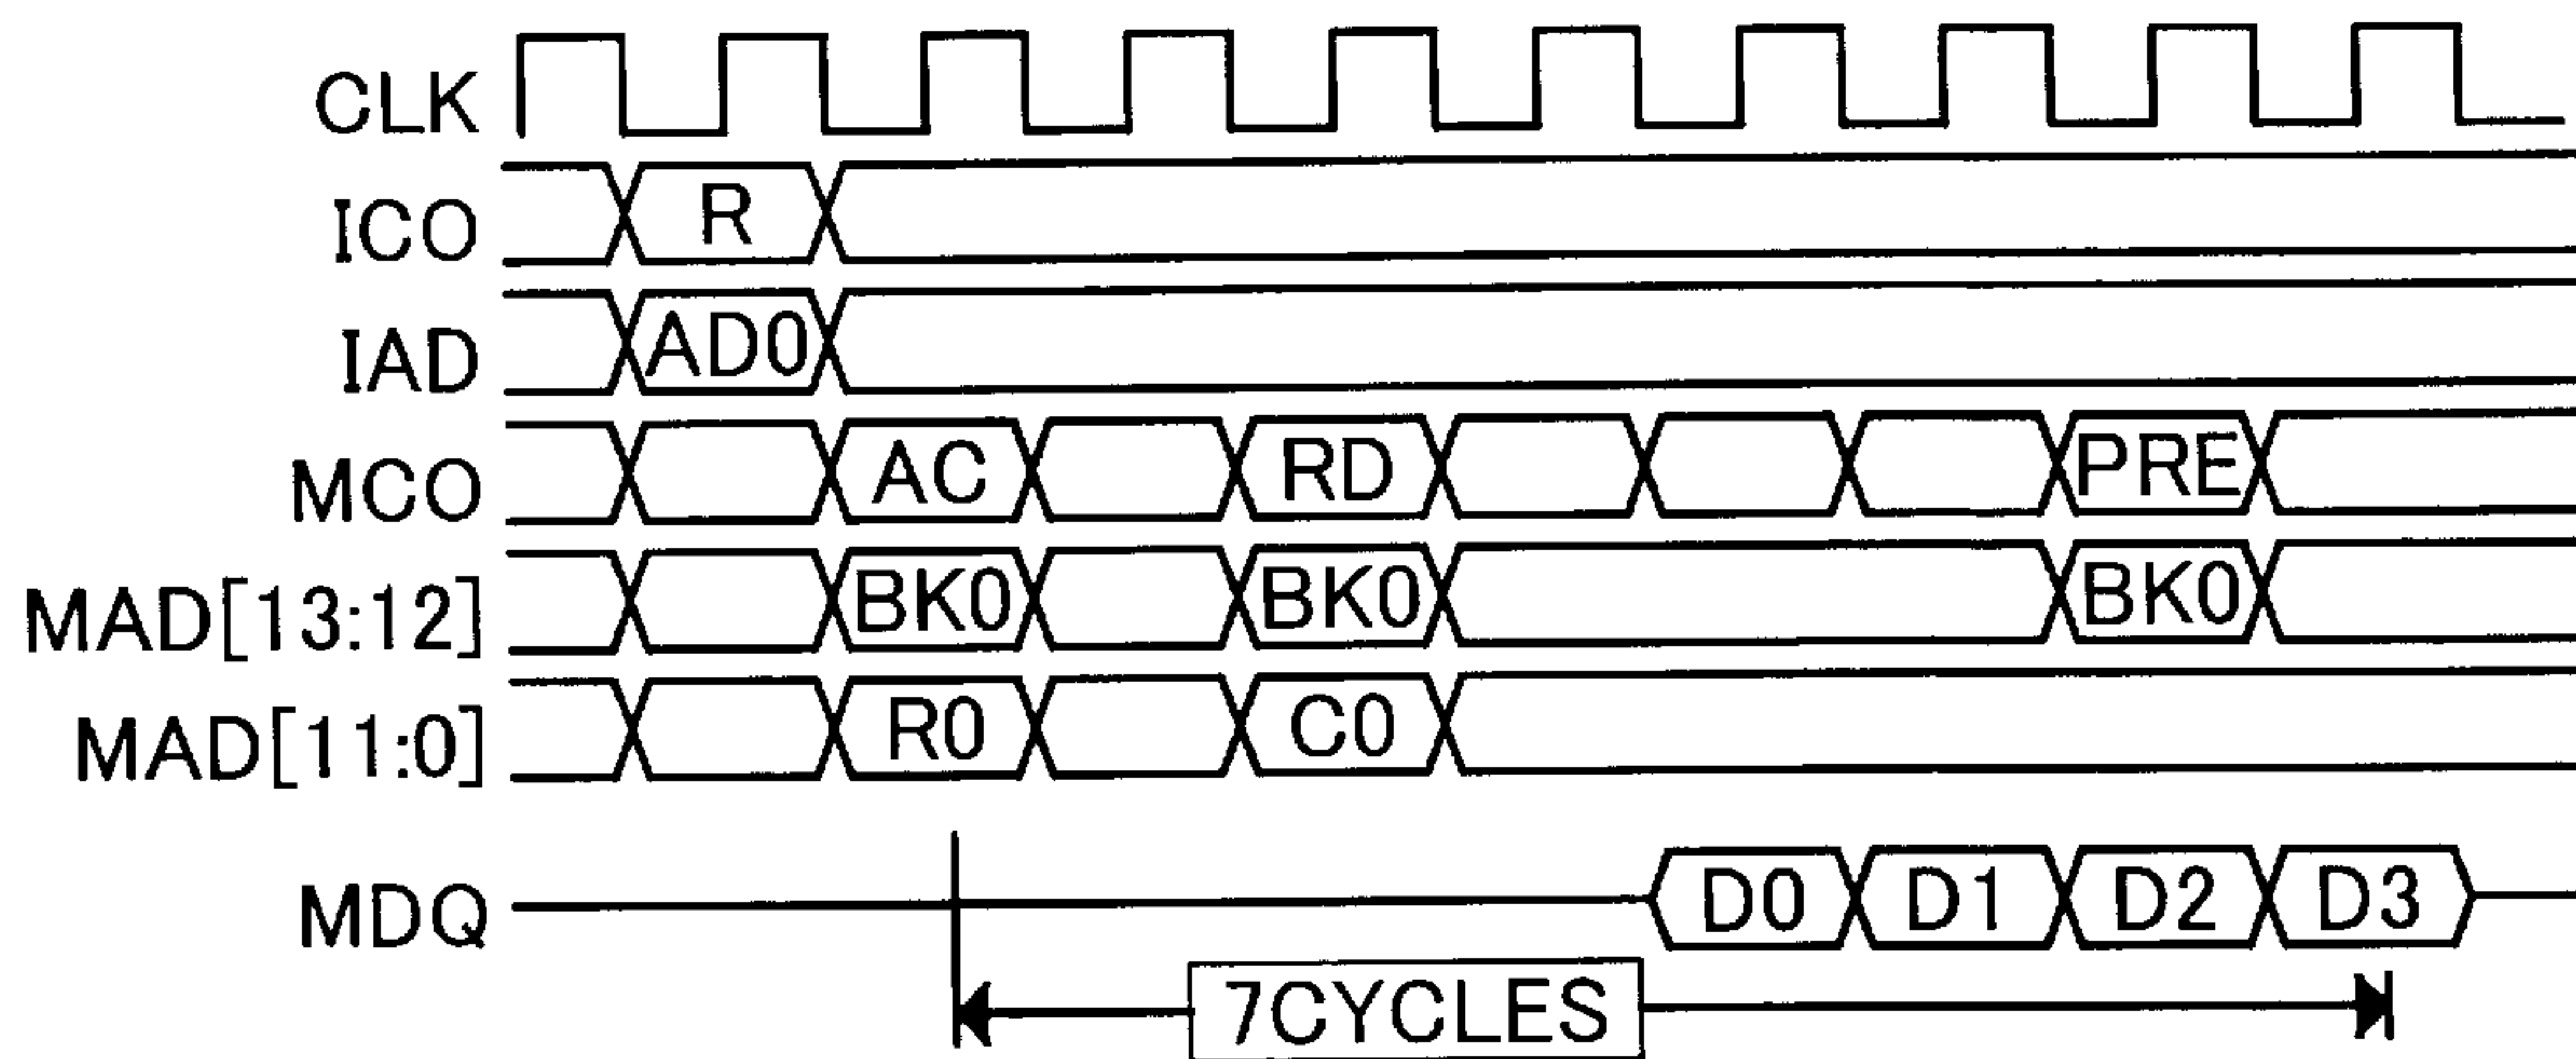 CLK
ICO R
IAD AD0
MCO AC RD PRE
MAD[13:12] BK0 BK0 BK0
MAD[11:0] R0 C0
MDQ D0 D1 D2 D3
7CYCLES